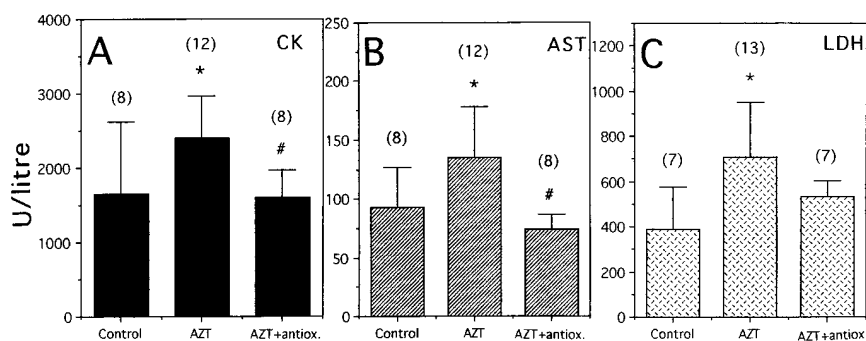 U/litre
A
CK
4000
3000
2000
1000
0
(8)
(12)
*
(8)
#
Control
AZT
AZT+antiox.
B
AST
250
200
150
100
50
0
(8)
(12)
*
(8)
#
Control
AZT
AZT+antiox.
C
LDH
1200
1000
800
600
400
200
0
(7)
(13)
*
(7)
Control
AZT
AZT+antiox